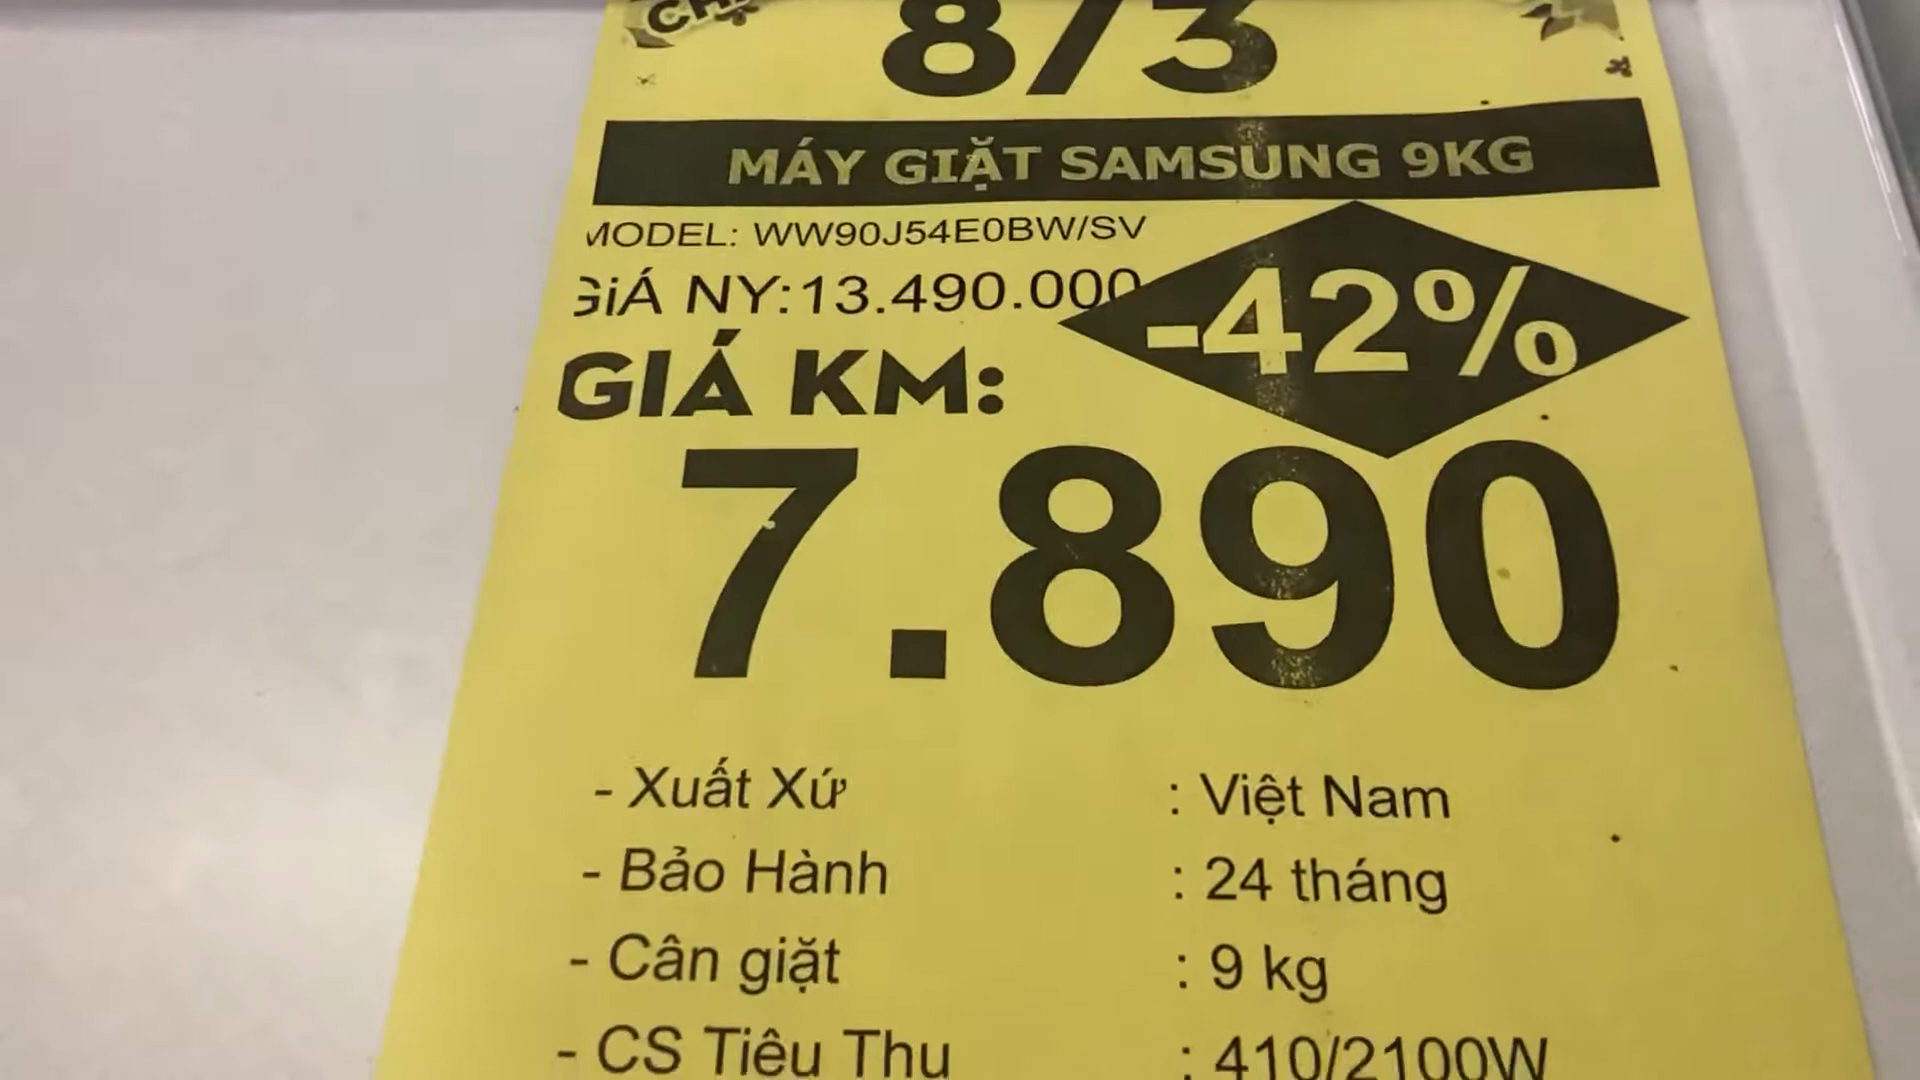 8/3
MÁY GIẶT SAMSUNG 9KG
MODEL: WW90J54E0BW/SV
GiÁ NY:13.490.000
-42%
GIÁ KM:
7.890
- Xuất Xứ : Việt Nam
- Bảo Hành : 24 tháng
- Cân giặt : 9 kg
- CS Tiêu Thu : 410/2100W